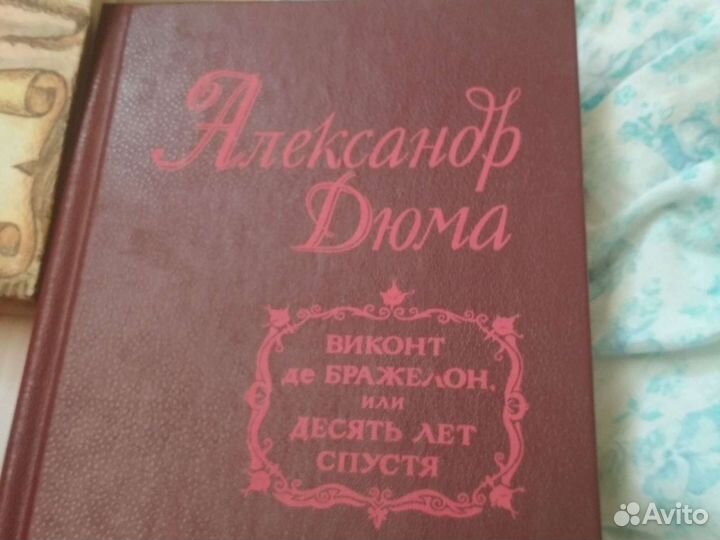 Александр
Дюма
ВИКОНТ
де БРАЖЕЛОН,
или
ДЕСЯТЬ ЛЕТ
СПУСТЯ
Avito